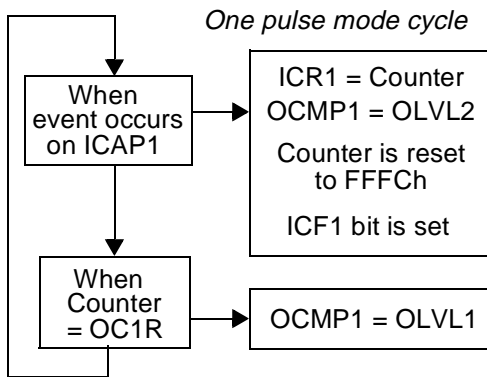 One pulse mode cycle
When
event occurs
on ICAP1
ICR1 = Counter
OCMP1 = OLVL2
Counter is reset
to FFFCh
ICF1 bit is set
When
Counter
= OC1R
OCMP1 = OLVL1